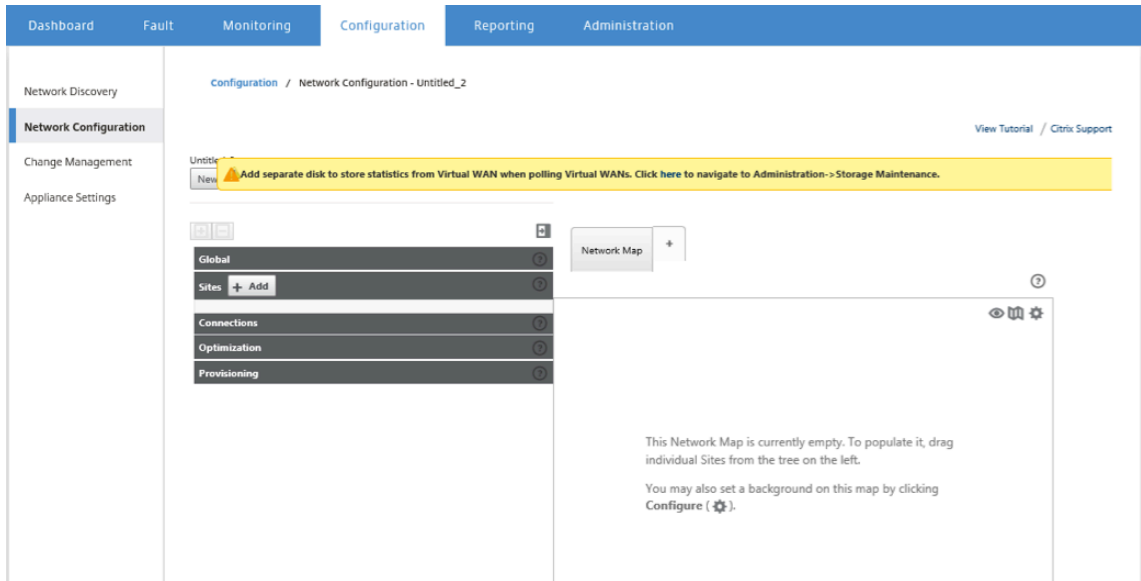 Dashboard Fault Monitoring Configuration Reporting Administration
Network Discovery
Network Configuration
Change Management
Appliance Settings
Configuration / Network Configuration - Untitled_2
View Tutorial / Citrix Support
New
Add separate disk to store statistics from Virtual WAN when polling Virtual WANs. Click here to navigate to Administration->Storage Maintenance.
Global ?
Sites + Add ?
Connections ?
Optimization ?
Provisioning ?
Network Map +
?
This Network Map is currently empty. To populate it, drag
individual Sites from the tree on the left.
You may also set a background on this map by clicking
Configure ( ).